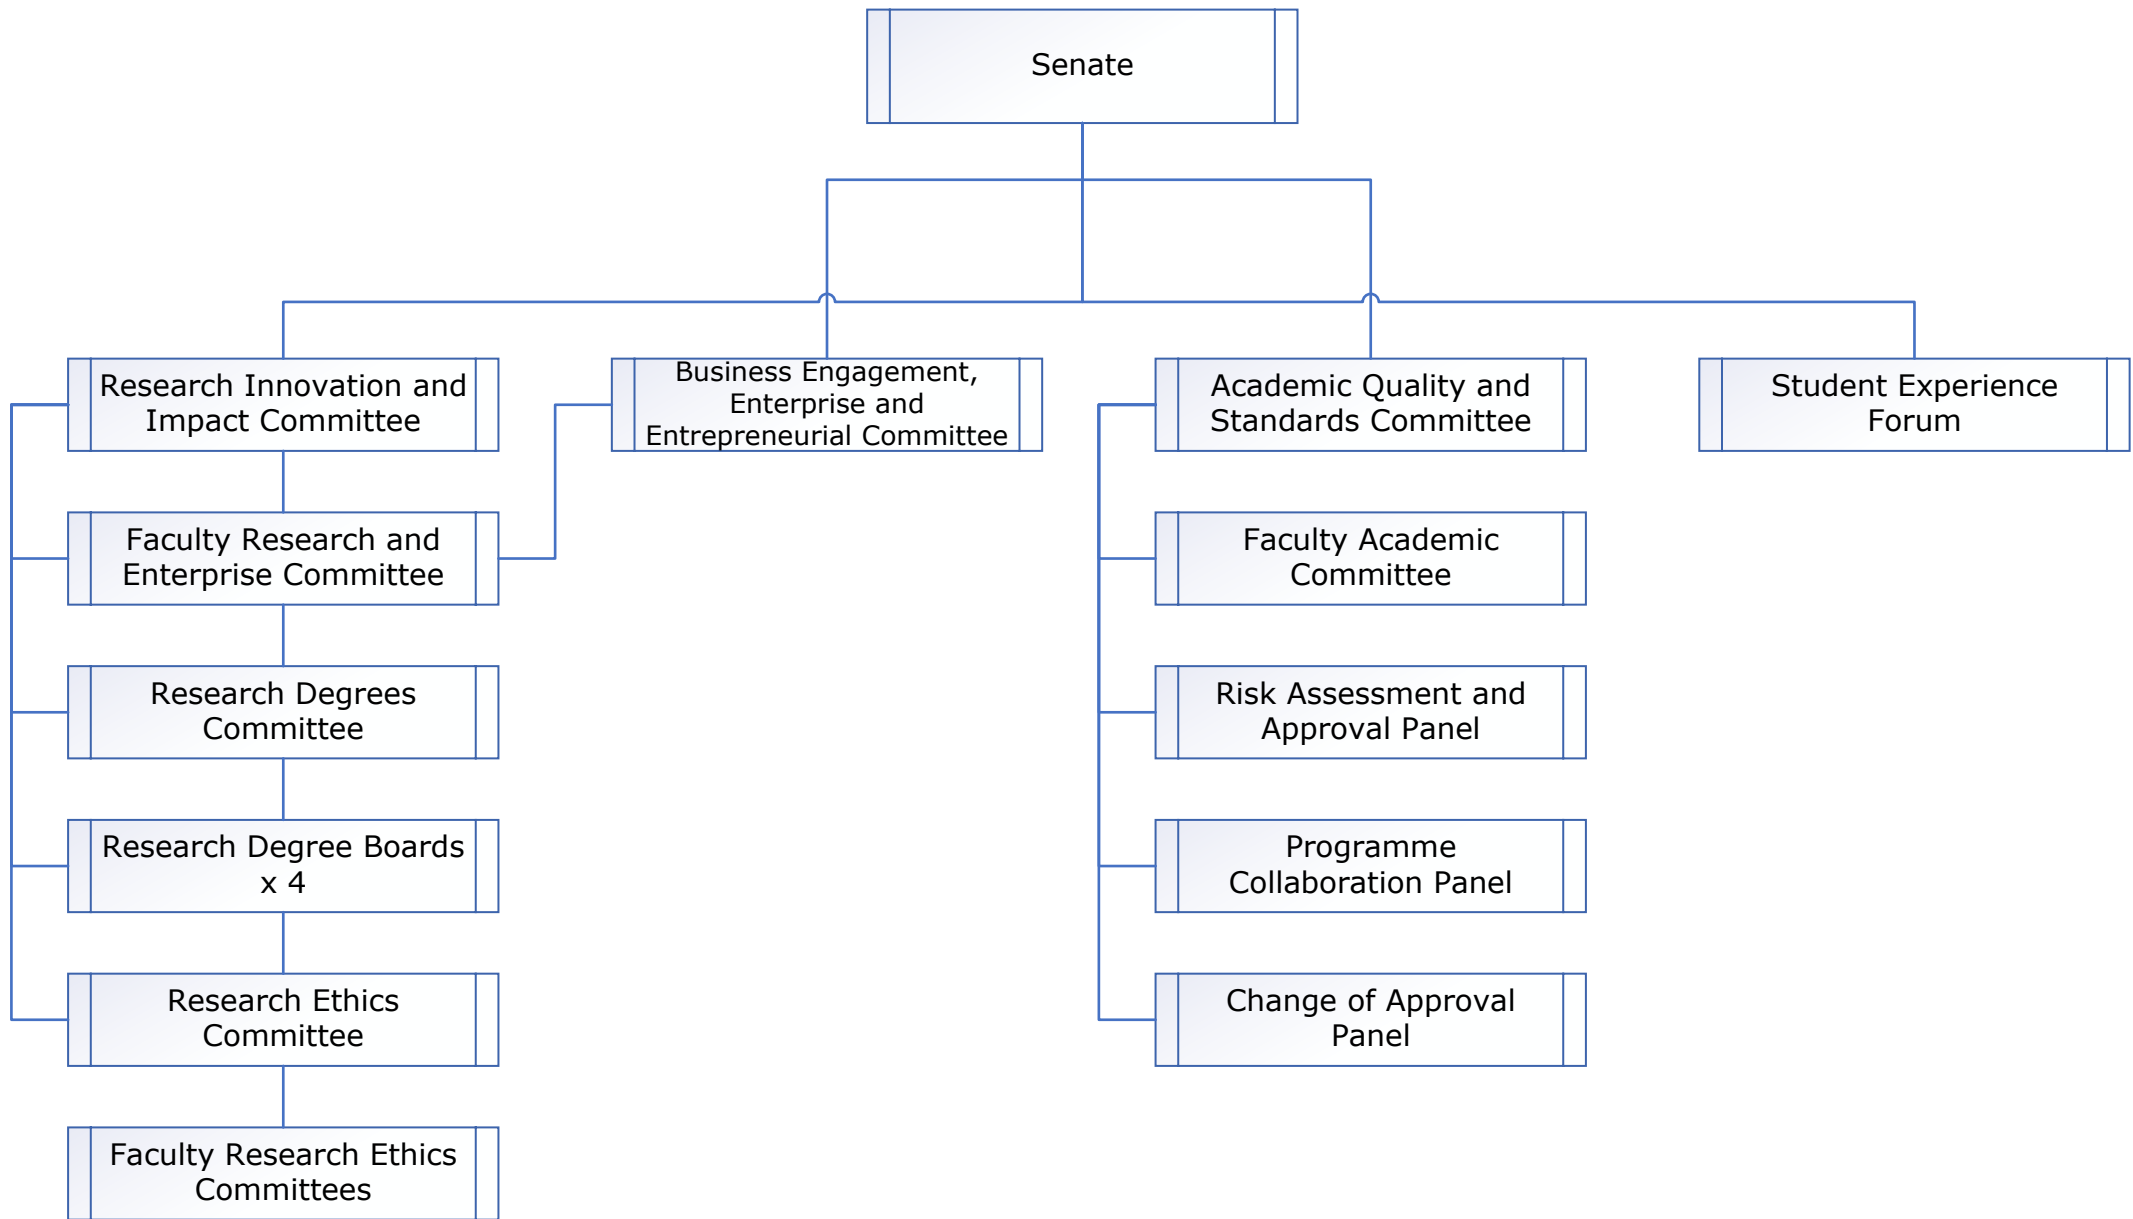 Senate
Research Innovation and
Impact Committee
Business Engagement,
Enterprise and
Entrepreneurial Committee
Academic Quality and
Standards Committee
Student Experience
Forum
Faculty Research and
Enterprise Committee
Faculty Academic
Committee
Research Degrees
Committee
Risk Assessment and
Approval Panel
Research Degree Boards
x 4
Programme
Collaboration Panel
Research Ethics
Committee
Change of Approval
Panel
Faculty Research Ethics
Committees